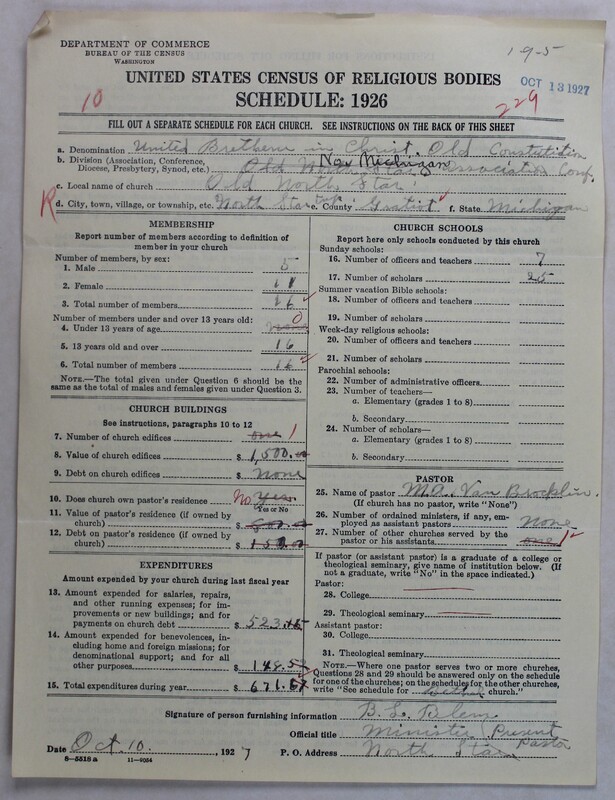 DEPARTMENT OF COMMERCE
BUREAU OF THE CENSUS
WASHINGTON
1-9-5
UNITED STATES CENSUS OF RELIGIOUS BODIES
OCT 13 1927
10
SCHEDULE: 1926
229
FILL OUT A SEPARATE SCHEDULE FOR EACH CHURCH. SEE INSTRUCTIONS ON THE BACK OF THIS SHEET
a. Denomination United Brethern in Christ, Old Constitution
b. Division (Association, Conference, Diocese, Presbytery, Synod, etc.) Old North Star Association Conf.
No. Michigan
c. Local name of church Old North Star
R
d. City, town, village, or township, etc. North Star e. County Gratiot f. State Michigan
MEMBERSHIP
Report number of members according to definition of
member in your church
Number of members, by sex:
1. Male 5
2. Female 11
3. Total number of members 16
Number of members under and over 13 years old: 0
4. Under 13 years of age none
5. 13 years old and over 16
6. Total number of members 16
NOTE.—The total given under Question 6 should be the
same as the total of males and females given under Question 3.
CHURCH BUILDINGS
See instructions, paragraphs 10 to 12
7. Number of church edifices one 1
8. Value of church edifices $ 1,500.00
9. Debt on church edifices $ None
10. Does church own pastor's residence No Yes
Yes or No
11. Value of pastor's residence (if owned by
church) $
12. Debt on pastor's residence (if owned by
church) $
EXPENDITURES
Amount expended by your church during last fiscal year
13. Amount expended for salaries, repairs,
and other running expenses; for im-
provements or new buildings; and for
payments on church debt $ 523.
14. Amount expended for benevolences, in-
cluding home and foreign missions; for
denominational support; and for all
other purposes 148.5
15. Total expenditures during year $ 671.
CHURCH SCHOOLS
Report here only schools conducted by this church
Sunday schools:
16. Number of officers and teachers 7
17. Number of scholars 25
Summer vacation Bible schools:
18. Number of officers and teachers
19. Number of scholars
Week-day religious schools:
20. Number of officers and teachers
21. Number of scholars
Parochial schools:
22. Number of administrative officers
23. Number of teachers—
a. Elementary (grades 1 to 8)
b. Secondary
24. Number of scholars—
a. Elementary (grades 1 to 8)
b. Secondary
PASTOR
25. Name of pastor M.A. Van Brocklin.
(If church has no pastor, write "None")
26. Number of ordained ministers, if any, em-
ployed as assistant pastors none
27. Number of other churches served by the
pastor or his assistants one
If pastor (or assistant pastor) is a graduate of a college or
theological seminary, give name of institution below. (If
not a graduate, write "No" in the space indicated.)
Pastor:
28. College
29. Theological seminary
Assistant pastor:
30. College
31. Theological seminary
NOTE.—Where one pastor serves two or more churches,
Questions 28 and 29 should be answered only on the schedule
for one of the churches; on the schedules for the other churches,
write "See schedule for church."
Signature of person furnishing information B. L. Blem
Official title Minister Present Pastor
Date Oct. 10, 1927 P. O. Address North Star
8—5518 a 11—9054